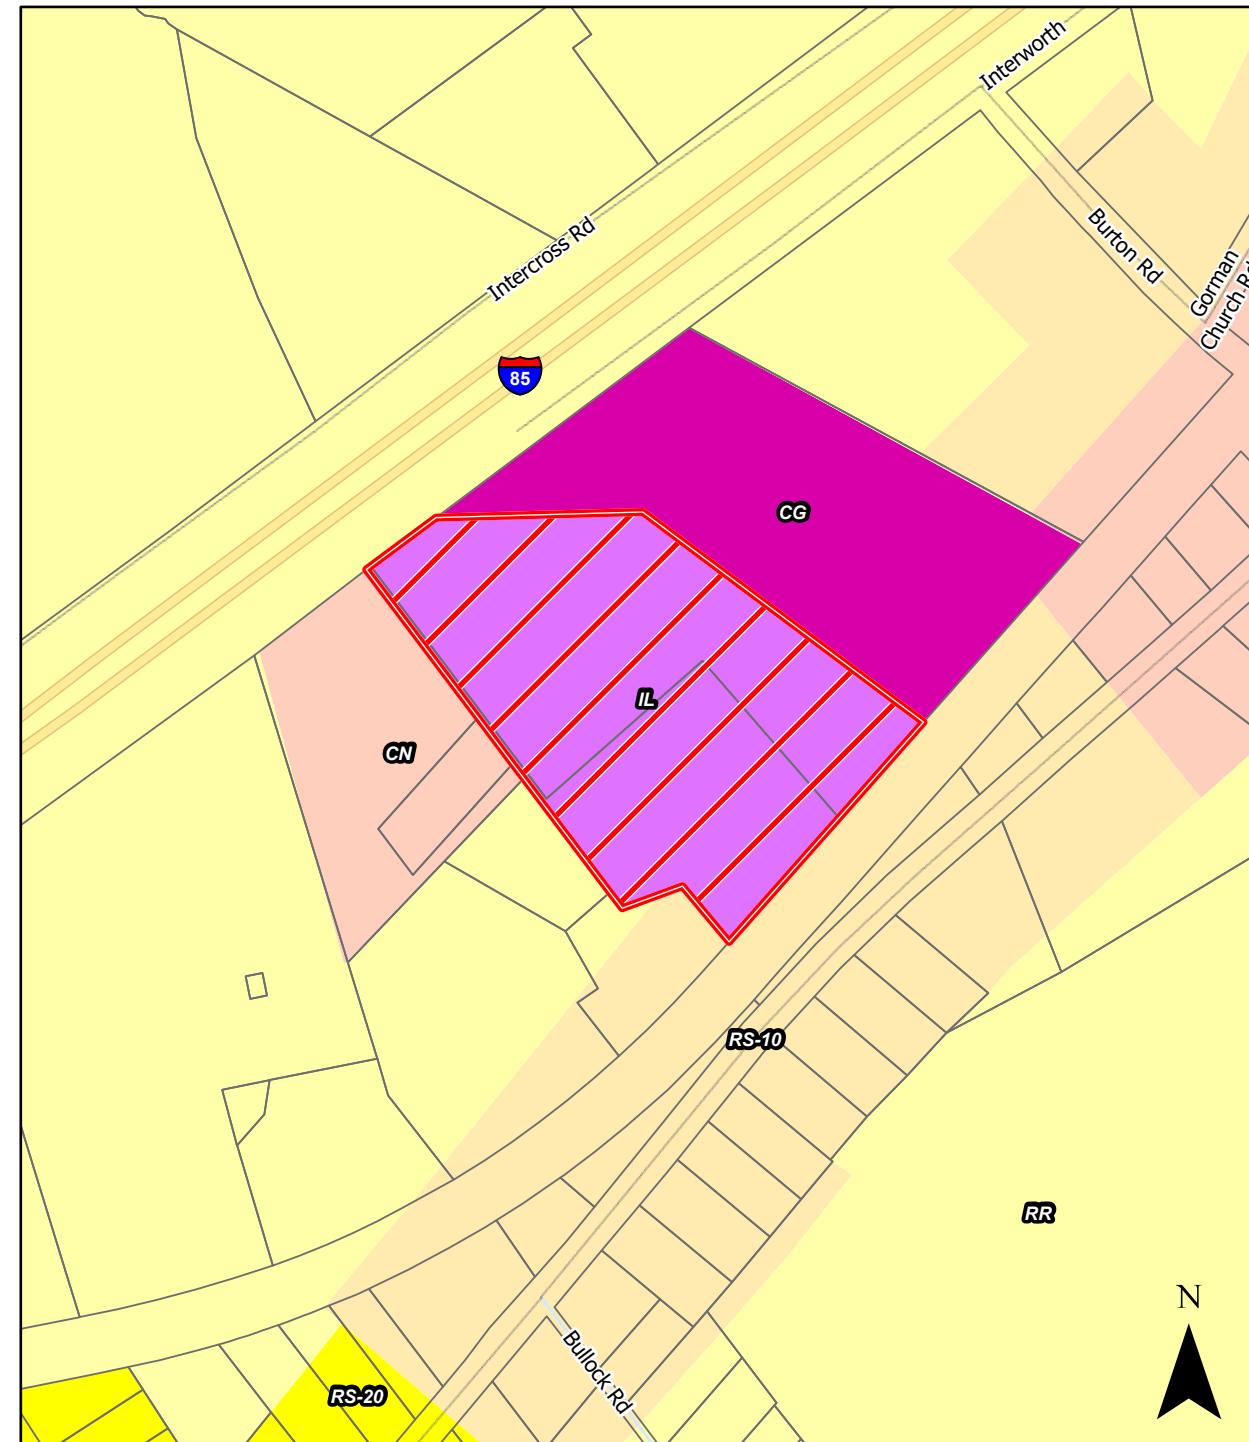 Interworth
Burton Rd
Gorman
Church Rd
Intercross Rd
85
CG
IL
CN
RS-10
RR
N
Bullock Rd
RS-20